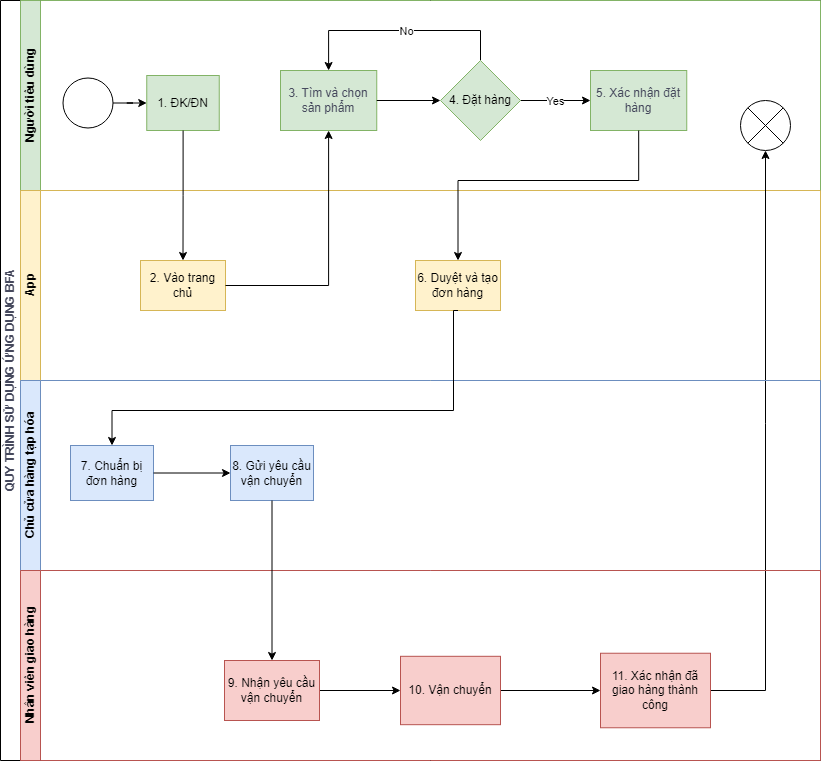 QUY TRÌNH SỬ DỤNG ỨNG DỤNG BFA
Người tiêu dùng
1. ĐK/ĐN
3. Tìm và chọn
sản phẩm
No
4. Đặt hàng
Yes
5. Xác nhận đặt
hàng
App
2. Vào trang
chủ
6. Duyệt và tạo
đơn hàng
Chủ cửa hàng tạp hóa
7. Chuẩn bị
đơn hàng
8. Gửi yêu cầu
vận chuyển
Nhân viên giao hàng
9. Nhận yêu cầu
vận chuyển
10. Vận chuyển
11. Xác nhận đã
giao hàng thành
công